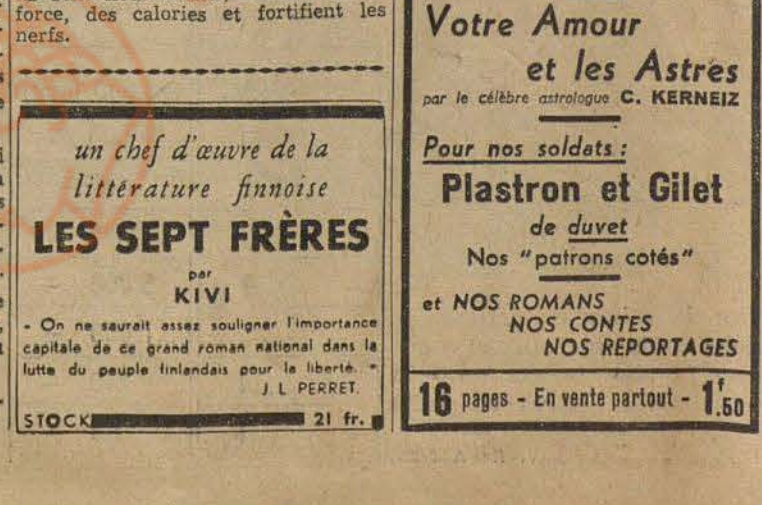 force, des calories et fortifient les
nerfs.
un chef d'œuvre de la
littérature finnoise
LES SEPT FRÈRES
par
KIVI
« On ne saurait assez souligner l'importance
capitale de ce grand roman national dans la
lutte du peuple finlandais pour la liberté. »
J. L. PERRET.
STOCK 21 fr.
Votre Amour
et les Astres
par le célèbre astrologue C. KERNEIZ
Pour nos soldats :
Plastron et Gilet
de duvet
Nos "patrons cotés"
et NOS ROMANS
NOS CONTES
NOS REPORTAGES
16 pages - En vente partout - 1f.50